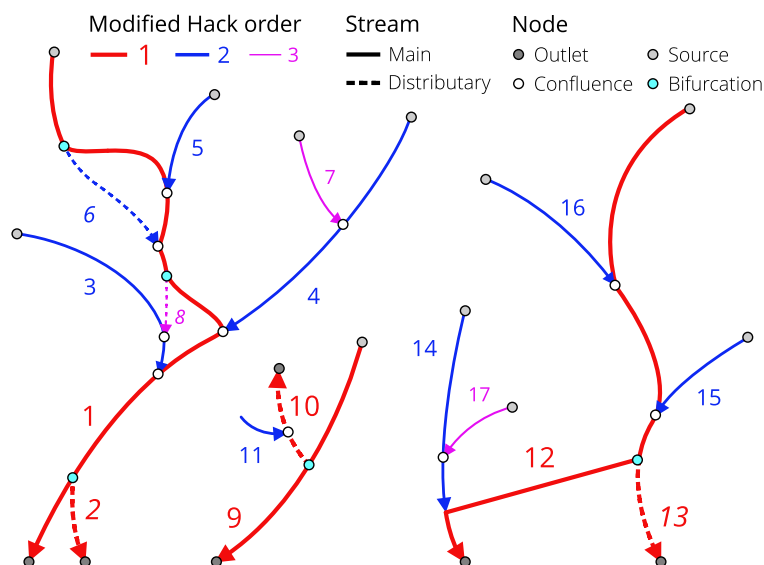 Modified Hack order
1 2 3
Stream
Main
Distributary
Node
Outlet
Source
Confluence
Bifurcation
5
7
6
16
3
4
8
14
15
17
1
10
11
12
2
9
13